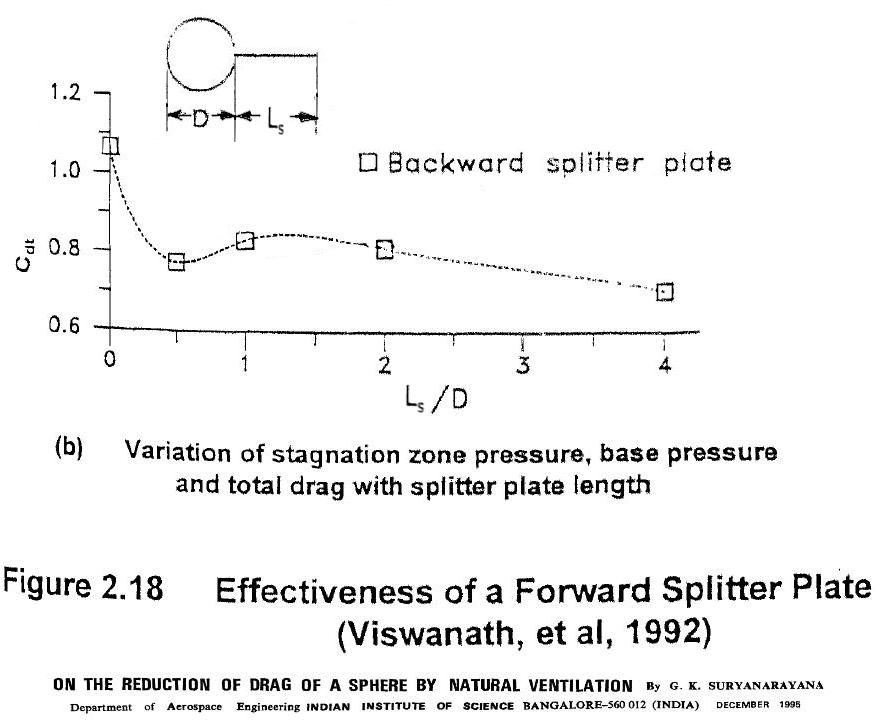 D
Lₛ
1.2
1.0
0.8
0.6
C_dt
□ Backward splitter plate
0 1 2 3 4
Lₛ/D
(b) Variation of stagnation zone pressure, base pressure
and total drag with splitter plate length
Figure 2.18 Effectiveness of a Forward Splitter Plate
(Viswanath, et al, 1992)
ON THE REDUCTION OF DRAG OF A SPHERE BY NATURAL VENTILATION By G. K. SURYANARAYANA
Department of Aerospace Engineering INDIAN INSTITUTE OF SCIENCE BANGALORE-560 012 (INDIA) DECEMBER 1995